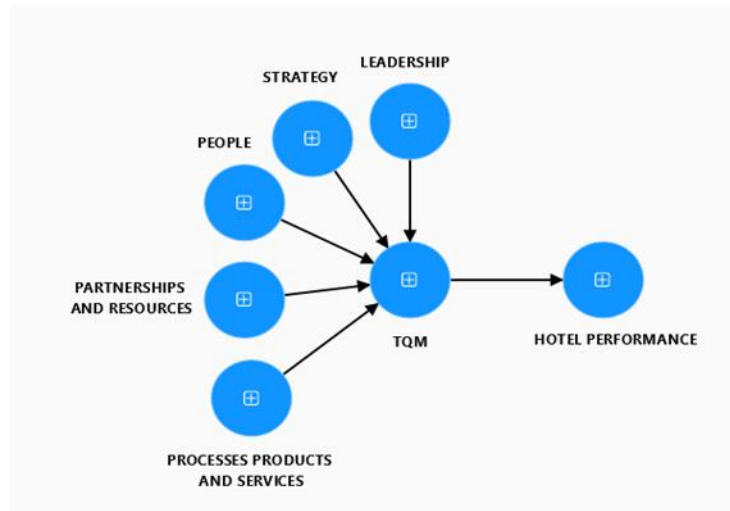 LEADERSHIP
STRATEGY
PEOPLE
PARTNERSHIPS
AND RESOURCES
TQM
HOTEL PERFORMANCE
PROCESSES PRODUCTS
AND SERVICES